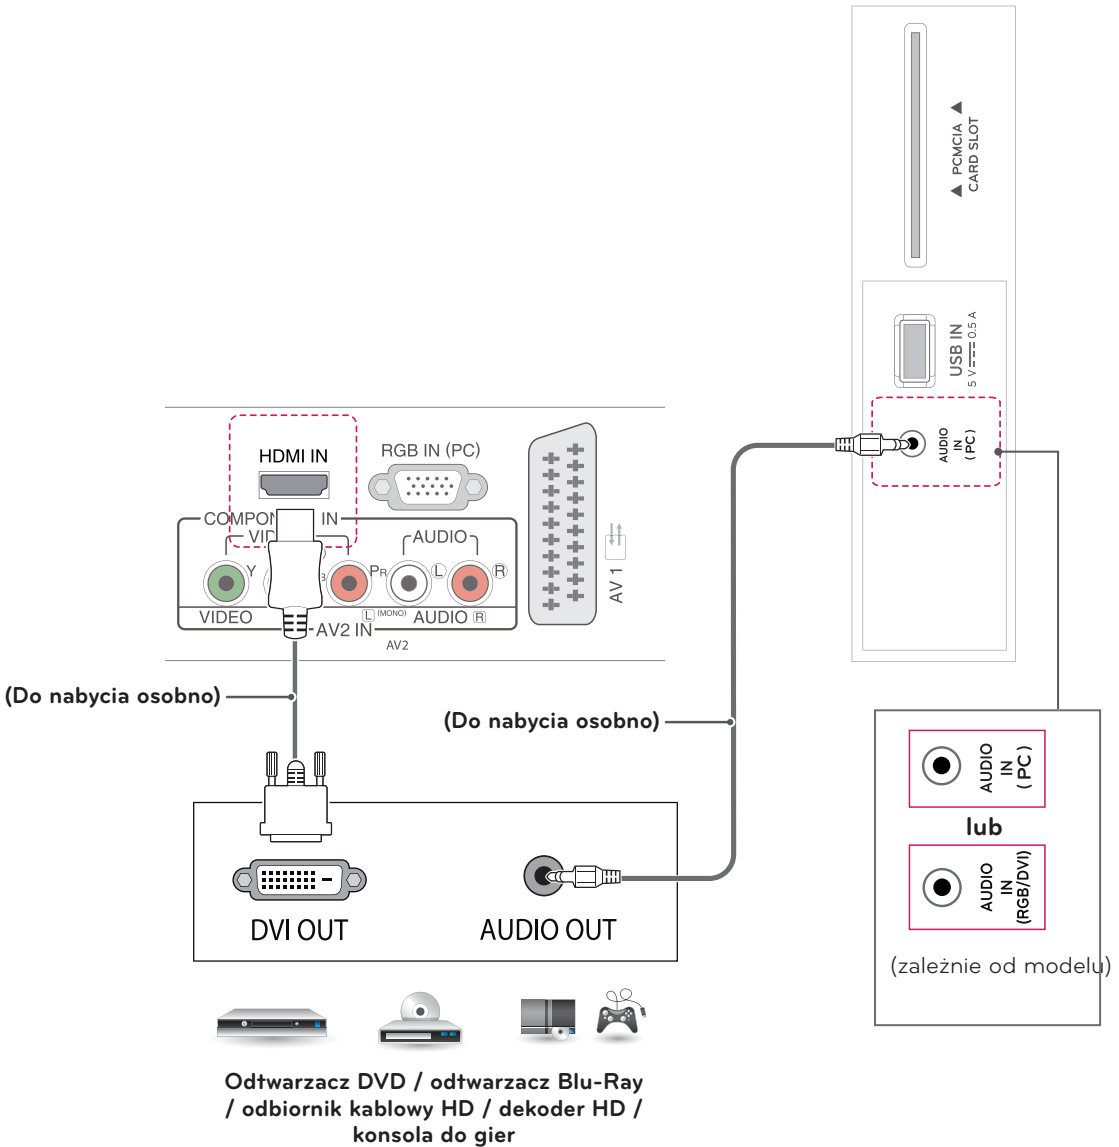 ▲ PCMCIA ▲
CARD SLOT
USB IN
5 V 0.5 A
AUDIO
IN
(PC)
HDMI IN
RGB IN (PC)
IN
AUDIO
Y
PR
L
R
VIDEO
L (MONO) AUDIO R
AV2 IN
AV2
AV 1
(Do nabycia osobno)
(Do nabycia osobno)
DVI OUT
AUDIO OUT
AUDIO
IN
(PC)
lub
AUDIO
IN
(RGB/DVI)
(zależnie od modelu)
Odtwarzacz DVD / odtwarzacz Blu-Ray
/ odbiornik kablowy HD / dekoder HD /
konsola do gier